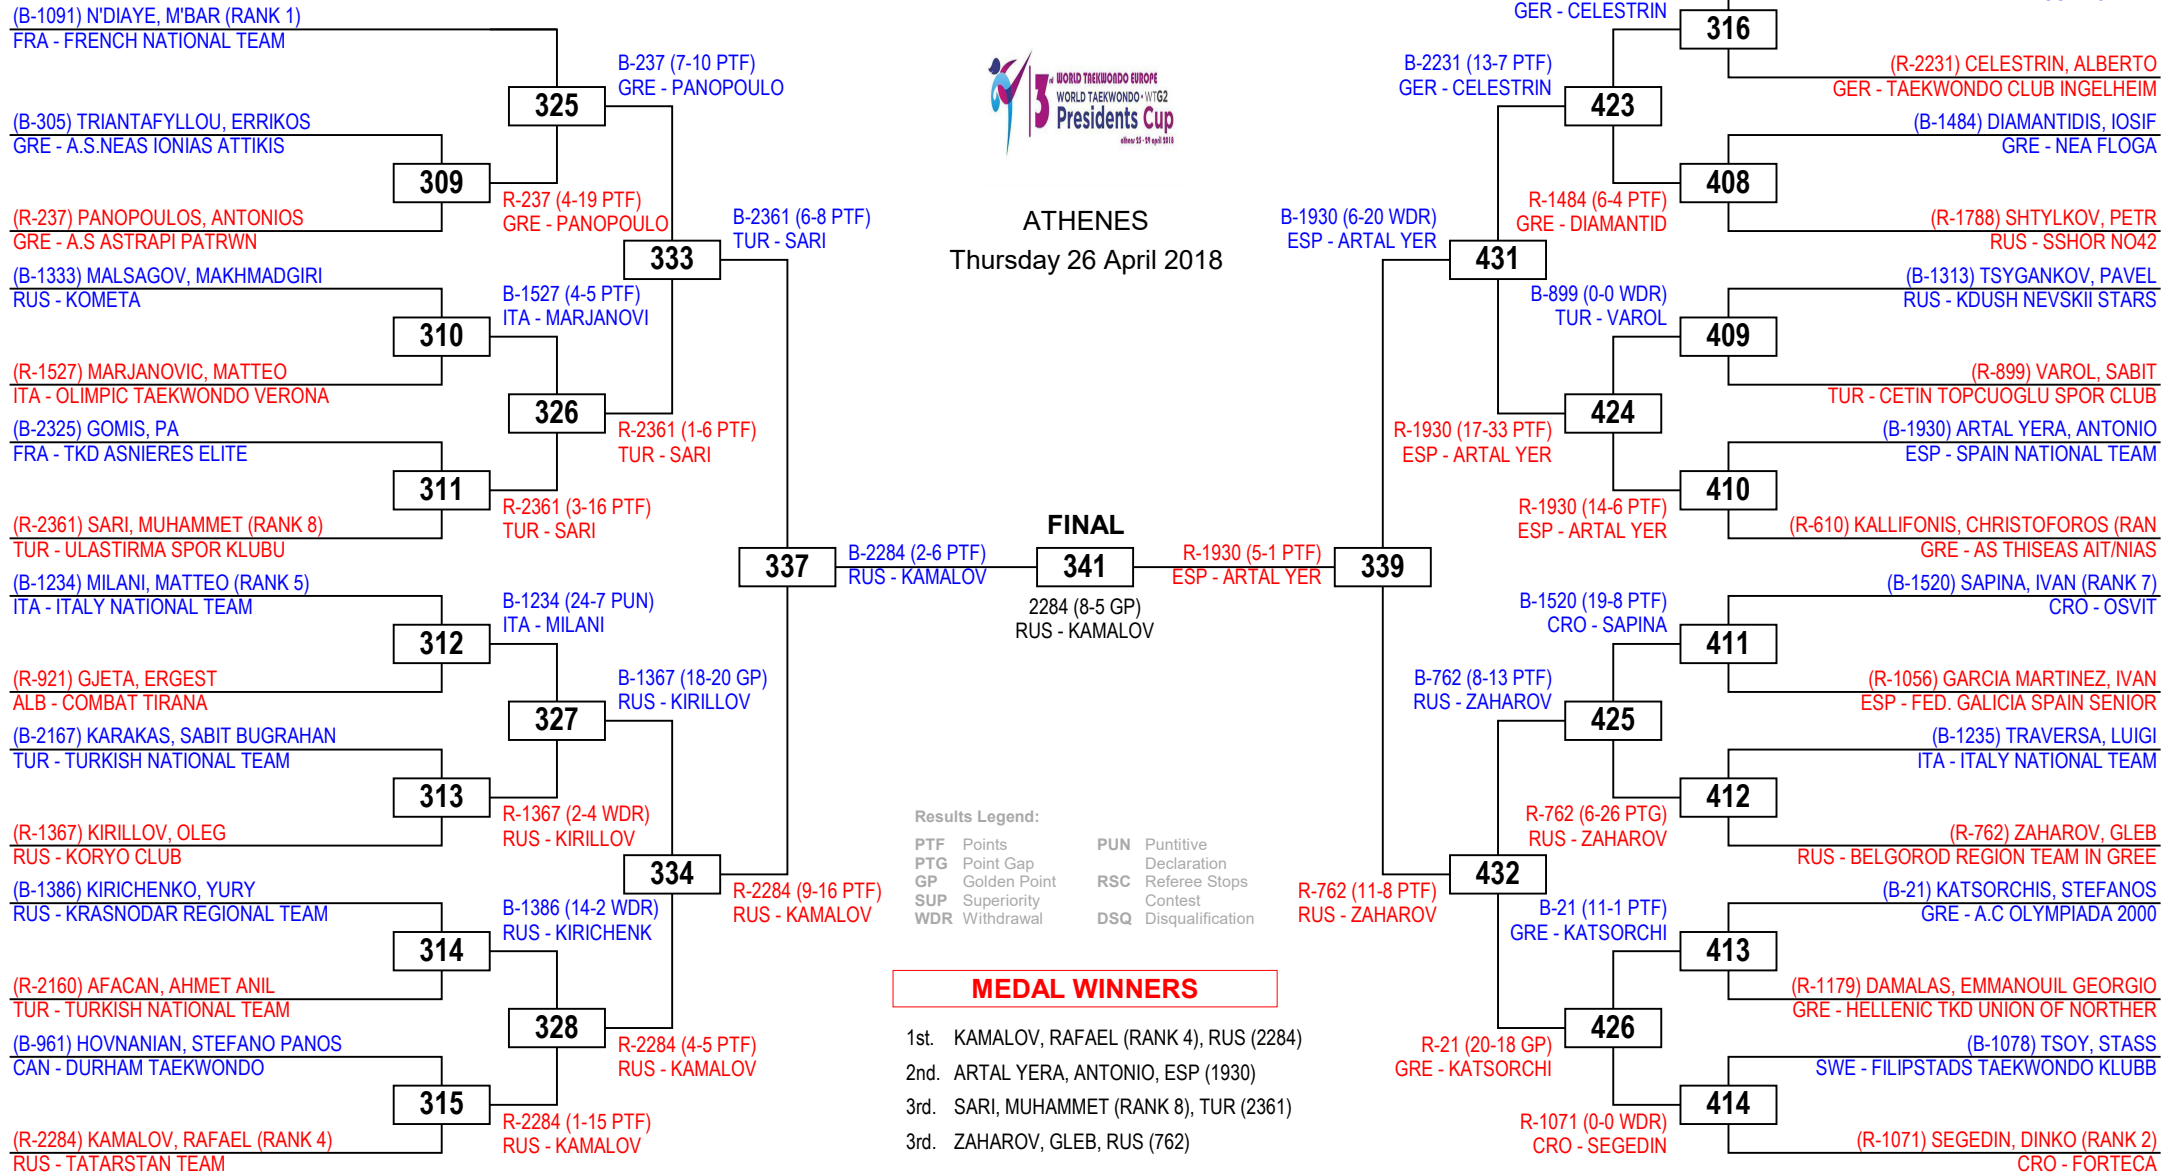 (B-1091) N'DIAYE, M'BAR (RANK 1)
FRA - FRENCH NATIONAL TEAM
(B-305) TRIANTAFYLLOU, ERRIKOS
GRE - A.S.NEAS IONIAS ATTIKIS
309
(R-237) PANOPOULOS, ANTONIOS
GRE - A.S ASTRAPI PATRWN
(B-1333) MALSAGOV, MAKHMADGIRI
RUS - KOMETA
310
(R-1527) MARJANOVIC, MATTEO
ITA - OLIMPIC TAEKWONDO VERONA
(B-2325) GOMIS, PA
FRA - TKD ASNIERES ELITE
311
(R-2361) SARI, MUHAMMET (RANK 8)
TUR - ULASTIRMA SPOR KLUBU
(B-1234) MILANI, MATTEO (RANK 5)
ITA - ITALY NATIONAL TEAM
312
(R-921) GJETA, ERGEST
ALB - COMBAT TIRANA
(B-2167) KARAKAS, SABIT BUGRAHAN
TUR - TURKISH NATIONAL TEAM
313
(R-1367) KIRILLOV, OLEG
RUS - KORYO CLUB
(B-1386) KIRICHENKO, YURY
RUS - KRASNODAR REGIONAL TEAM
314
(R-2160) AFACAN, AHMET ANIL
TUR - TURKISH NATIONAL TEAM
(B-961) HOVNANIAN, STEFANO PANOS
CAN - DURHAM TAEKWONDO
315
(R-2284) KAMALOV, RAFAEL (RANK 4)
RUS - TATARSTAN TEAM
325
R-237 (4-19 PTF)
GRE - PANOPOULO
B-1527 (4-5 PTF)
ITA - MARJANOVI
326
R-2361 (3-16 PTF)
TUR - SARI
B-1234 (24-7 PUN)
ITA - MILANI
327
R-1367 (2-4 WDR)
RUS - KIRILLOV
B-1386 (14-2 WDR)
RUS - KIRICHENK
328
R-2284 (1-15 PTF)
RUS - KAMALOV
B-237 (7-10 PTF)
GRE - PANOPOULO
333
R-2361 (1-6 PTF)
TUR - SARI
B-1367 (18-20 GP)
RUS - KIRILLOV
334
R-2284 (4-5 PTF)
RUS - KAMALOV
B-2361 (6-8 PTF)
TUR - SARI
337
R-2284 (9-16 PTF)
RUS - KAMALOV
3rd WORLD TAEKWONDO EUROPE
WORLD TAEKWONDO • WTG2
Presidents Cup
athens 25 - 29 april 2018
ATHENES
Thursday 26 April 2018
FINAL
B-2284 (2-6 PTF)
RUS - KAMALOV
341
R-1930 (5-1 PTF)
ESP - ARTAL YER
2284 (8-5 GP)
RUS - KAMALOV
Results Legend:
PTF Points
PTG Point Gap
GP Golden Point
SUP Superiority
WDR Withdrawal
PUN Puntitive
Declaration
RSC Referee Stops
Contest
DSQ Disqualification
MEDAL WINNERS
1st. KAMALOV, RAFAEL (RANK 4), RUS (2284)
2nd. ARTAL YERA, ANTONIO, ESP (1930)
3rd. SARI, MUHAMMET (RANK 8), TUR (2361)
3rd. ZAHAROV, GLEB, RUS (762)
B-1930 (6-20 WDR)
ESP - ARTAL YER
339
R-762 (11-8 PTF)
RUS - ZAHAROV
B-2231 (13-7 PTF)
GER - CELESTRIN
431
R-1930 (17-33 PTF)
ESP - ARTAL YER
B-762 (8-13 PTF)
RUS - ZAHAROV
432
R-21 (20-18 GP)
GRE - KATSORCHI
GER - CELESTRIN
423
R-1484 (6-4 PTF)
GRE - DIAMANTID
B-899 (0-0 WDR)
TUR - VAROL
424
R-1930 (14-6 PTF)
ESP - ARTAL YER
B-1520 (19-8 PTF)
CRO - SAPINA
425
R-762 (6-26 PTG)
RUS - ZAHAROV
B-21 (11-1 PTF)
GRE - KATSORCHI
426
R-1071 (0-0 WDR)
CRO - SEGEDIN
316
(R-2231) CELESTRIN, ALBERTO
GER - TAEKWONDO CLUB INGELHEIM
(B-1484) DIAMANTIDIS, IOSIF
GRE - NEA FLOGA
408
(R-1788) SHTYLKOV, PETR
RUS - SSHOR NO42
(B-1313) TSYGANKOV, PAVEL
RUS - KDUSH NEVSKII STARS
409
(R-899) VAROL, SABIT
TUR - CETIN TOPCUOGLU SPOR CLUB
(B-1930) ARTAL YERA, ANTONIO
ESP - SPAIN NATIONAL TEAM
410
(R-610) KALLIFONIS, CHRISTOFOROS (RAN
GRE - AS THISEAS AIT/NIAS
(B-1520) SAPINA, IVAN (RANK 7)
CRO - OSVIT
411
(R-1056) GARCIA MARTINEZ, IVAN
ESP - FED. GALICIA SPAIN SENIOR
(B-1235) TRAVERSA, LUIGI
ITA - ITALY NATIONAL TEAM
412
(R-762) ZAHAROV, GLEB
RUS - BELGOROD REGION TEAM IN GREE
(B-21) KATSORCHIS, STEFANOS
GRE - A.C OLYMPIADA 2000
413
(R-1179) DAMALAS, EMMANOUIL GEORGIO
GRE - HELLENIC TKD UNION OF NORTHER
(B-1078) TSOY, STASS
SWE - FILIPSTADS TAEKWONDO KLUBB
414
(R-1071) SEGEDIN, DINKO (RANK 2)
CRO - FORTECA